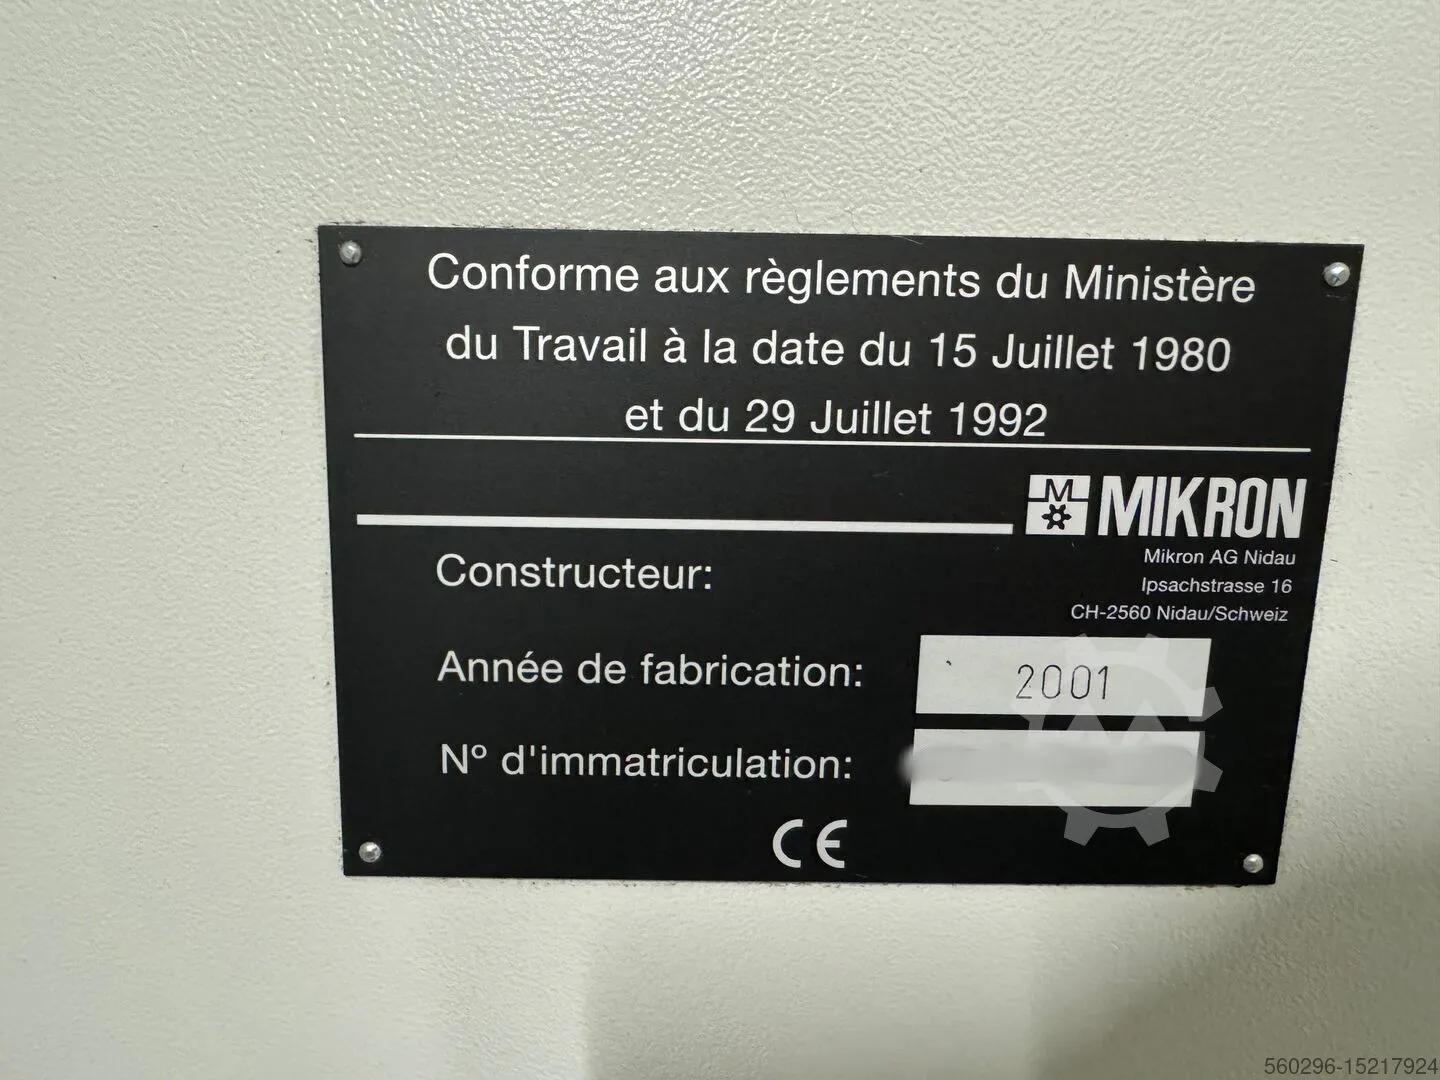 Conforme aux règlements du Ministère
du Travail à la date du 15 Juillet 1980
et du 29 Juillet 1992
M MIKRON
Mikron AG Nidau
Ipsachstrasse 16
CH-2560 Nidau/Schweiz
Constructeur:
Année de fabrication: 2001
Nº d'immatriculation:
CE
560296-15217924